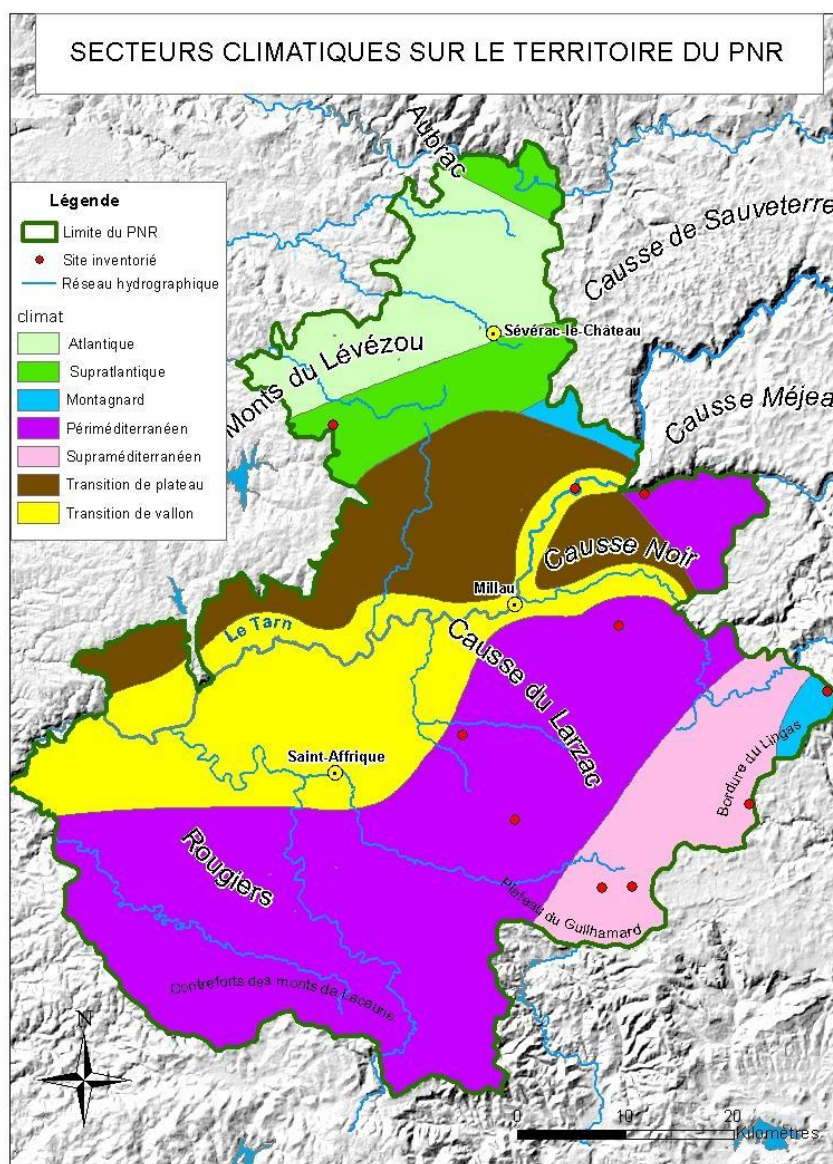 SECTEURS CLIMATIQUES SUR LE TERRITOIRE DU PNR
Aubrac
Légende
Limite du PNR
Site inventorié
Réseau hydrographique
climat
Atlantique
Supratlantique
Montagnard
Périméditerranéen
Supraméditerranéen
Transition de plateau
Transition de vallon
Causse de Sauveterre
Sévérac-le-Château
Monts du Lévézou
Causse Méjea
Causse Noir
Millau
Le Tarn
Causse du Larzac
Saint-Affrique
Bordure du Lingas
Rougiers
Plateau du Guilhamard
Contreforts des monts de Lacaune
N
0 10 20
Kilomètres